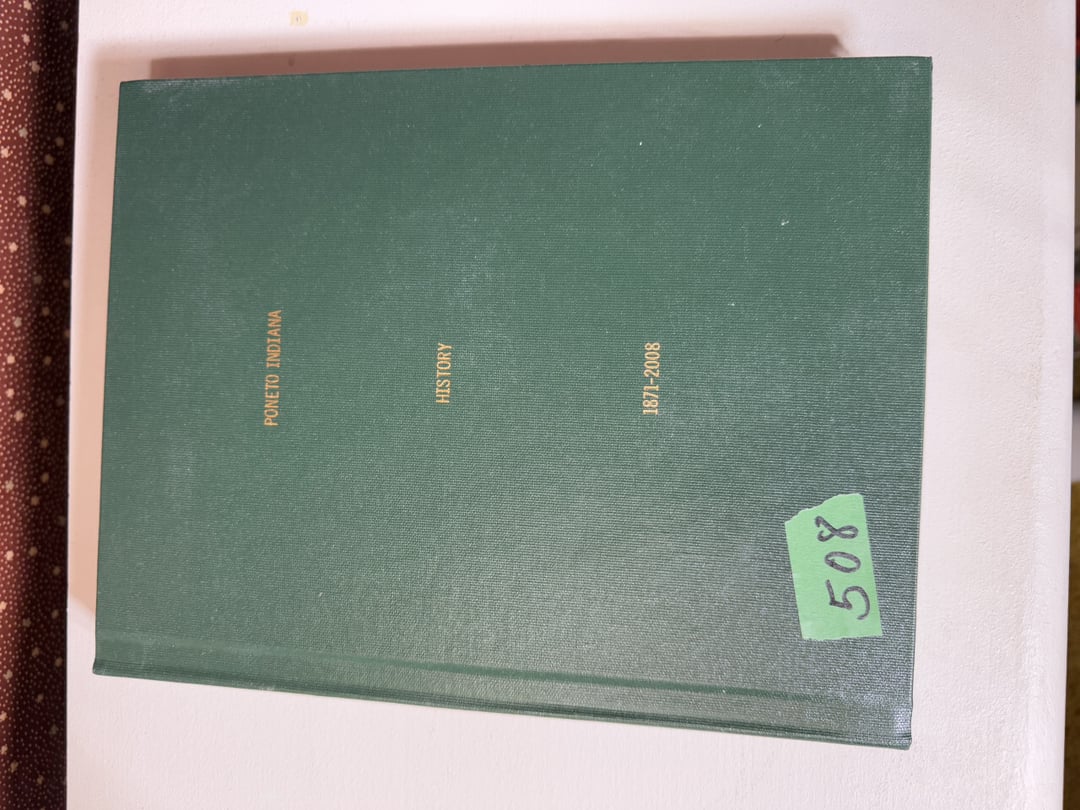 PONETO INDIANA
HISTORY
1871-2008
508